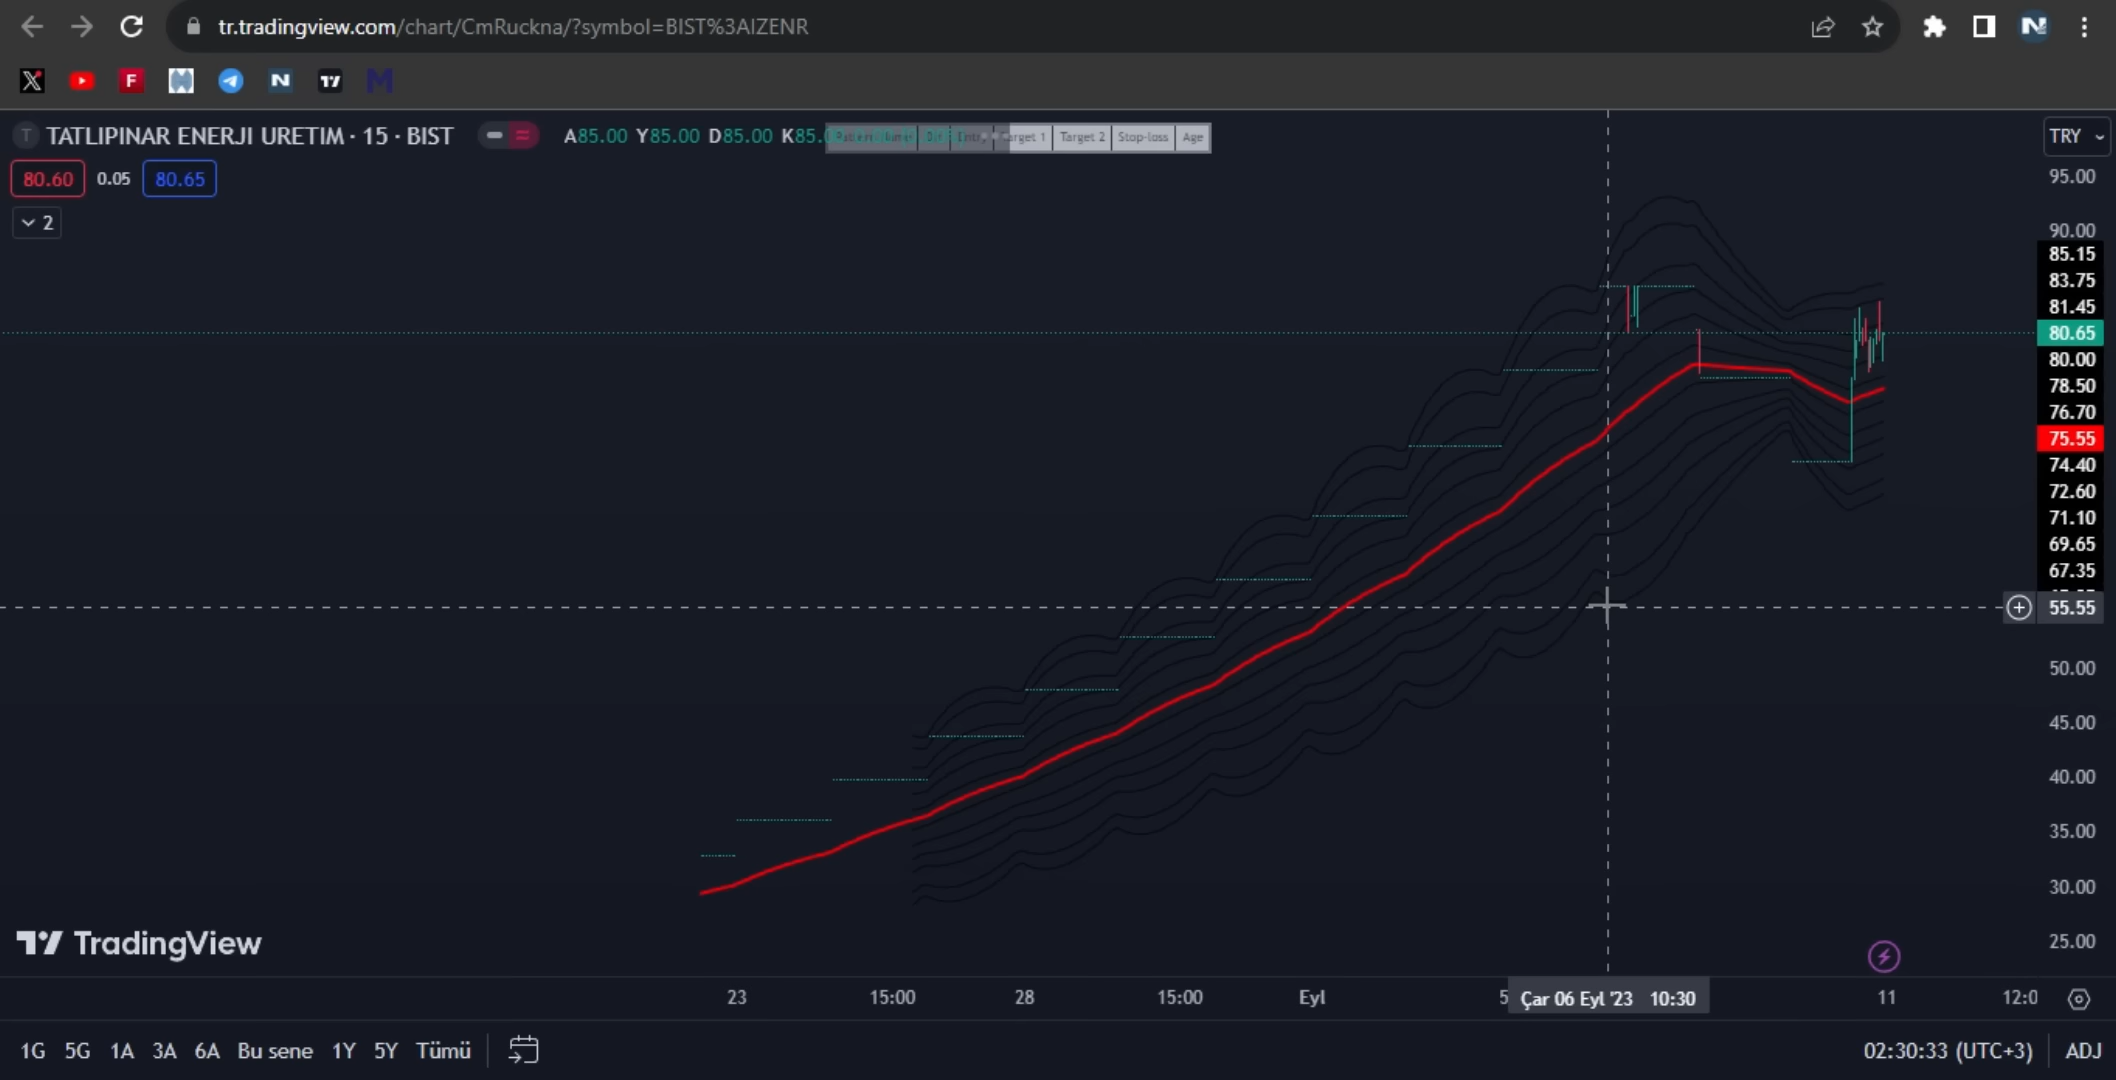 tr.tradingview.com/chart/CmRuckna/?symbol=BIST%3AIZENR
TATLIPINAR ENERJI URETIM · 15 · BIST
A85.00 Y85.00 D85.00 K85.00
Target 1 Target 2 Stop-loss Age
TRY
80.60 0.05 80.65
2
95.00
90.00
85.15
83.75
81.45
80.65
80.00
78.50
76.70
75.55
74.40
72.60
71.10
69.65
67.35
55.55
50.00
45.00
40.00
35.00
30.00
25.00
TradingView
23 15:00 28 15:00 Eyl 5 Çar 06 Eyl '23 10:30 11 12:0
1G 5G 1A 3A 6A Bu sene 1Y 5Y Tümü 02:30:33 (UTC+3) ADJ